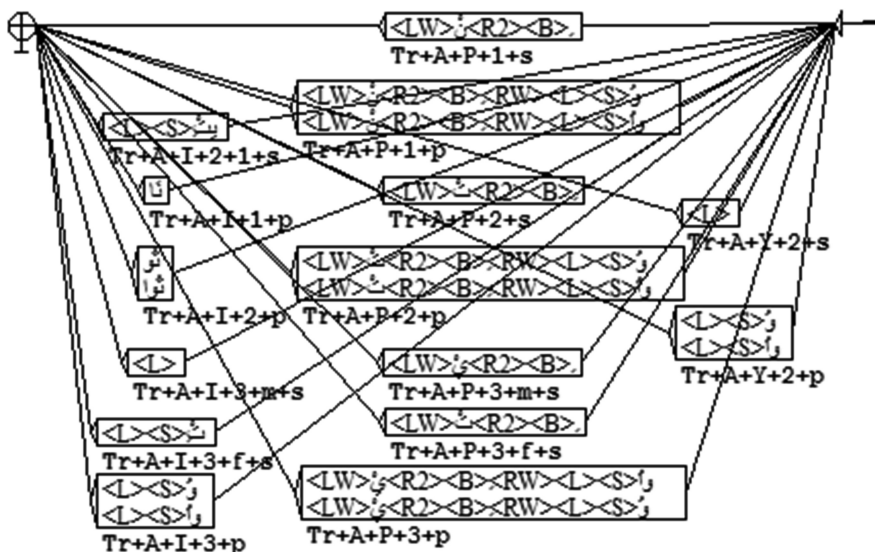 <LW>ن<R2><B>
Tr+A+P+1+s
<LW>ن<R2><B><RW><L><S>و
<LW>ن<R2><B><RW><L><S>وا
Tr+A+P+1+p
<L><S>
Tr+A+I+2+1+s
نا
Tr+A+I+1+p
<LW>ت<R2><B>
Tr+A+P+2+s
<L>
Tr+A+Y+2+s
تو
توا
Tr+A+I+2+p
<LW>ت<R2><B><RW><L><S>و
<LW>ت<R2><B><RW><L><S>وا
Tr+A+P+2+p
<L><S>و
<L><S>وا
Tr+A+Y+2+p
<L>
Tr+A+I+3+m+s
<LW>ي<R2><B>
Tr+A+P+3+m+s
<L><S>ت
Tr+A+I+3+f+s
<LW>ت<R2><B>
Tr+A+P+3+f+s
<L><S>و
<L><S>وا
Tr+A+I+3+p
<LW>ي<R2><B><RW><L><S>وا
<LW>ي<R2><B><RW><L><S>و
Tr+A+P+3+p